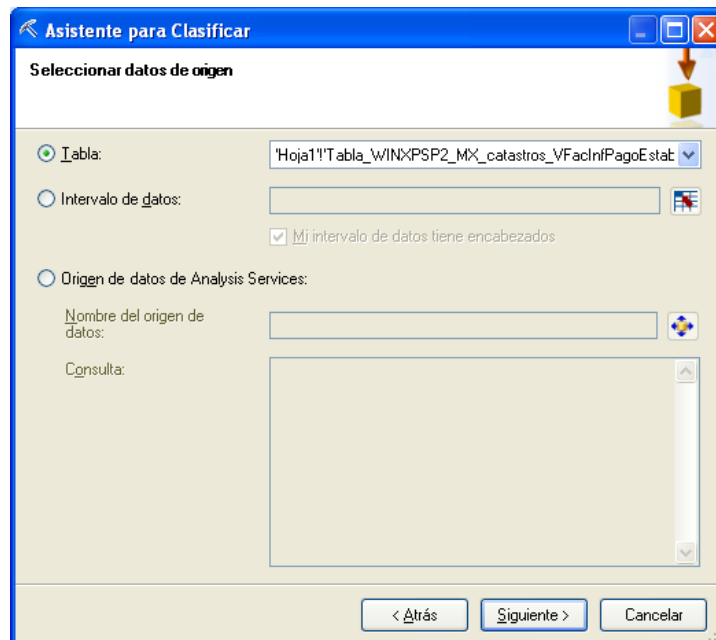 Asistente para Clasificar
Seleccionar datos de origen
Tabla:
'Hoja1'!'Tabla_WINXPSP2_MX_catastros_VFacInfPagoEstab
Intervalo de datos:
Mi intervalo de datos tiene encabezados
Origen de datos de Analysis Services:
Nombre del origen de
datos:
Consulta:
< Atrás
Siguiente >
Cancelar